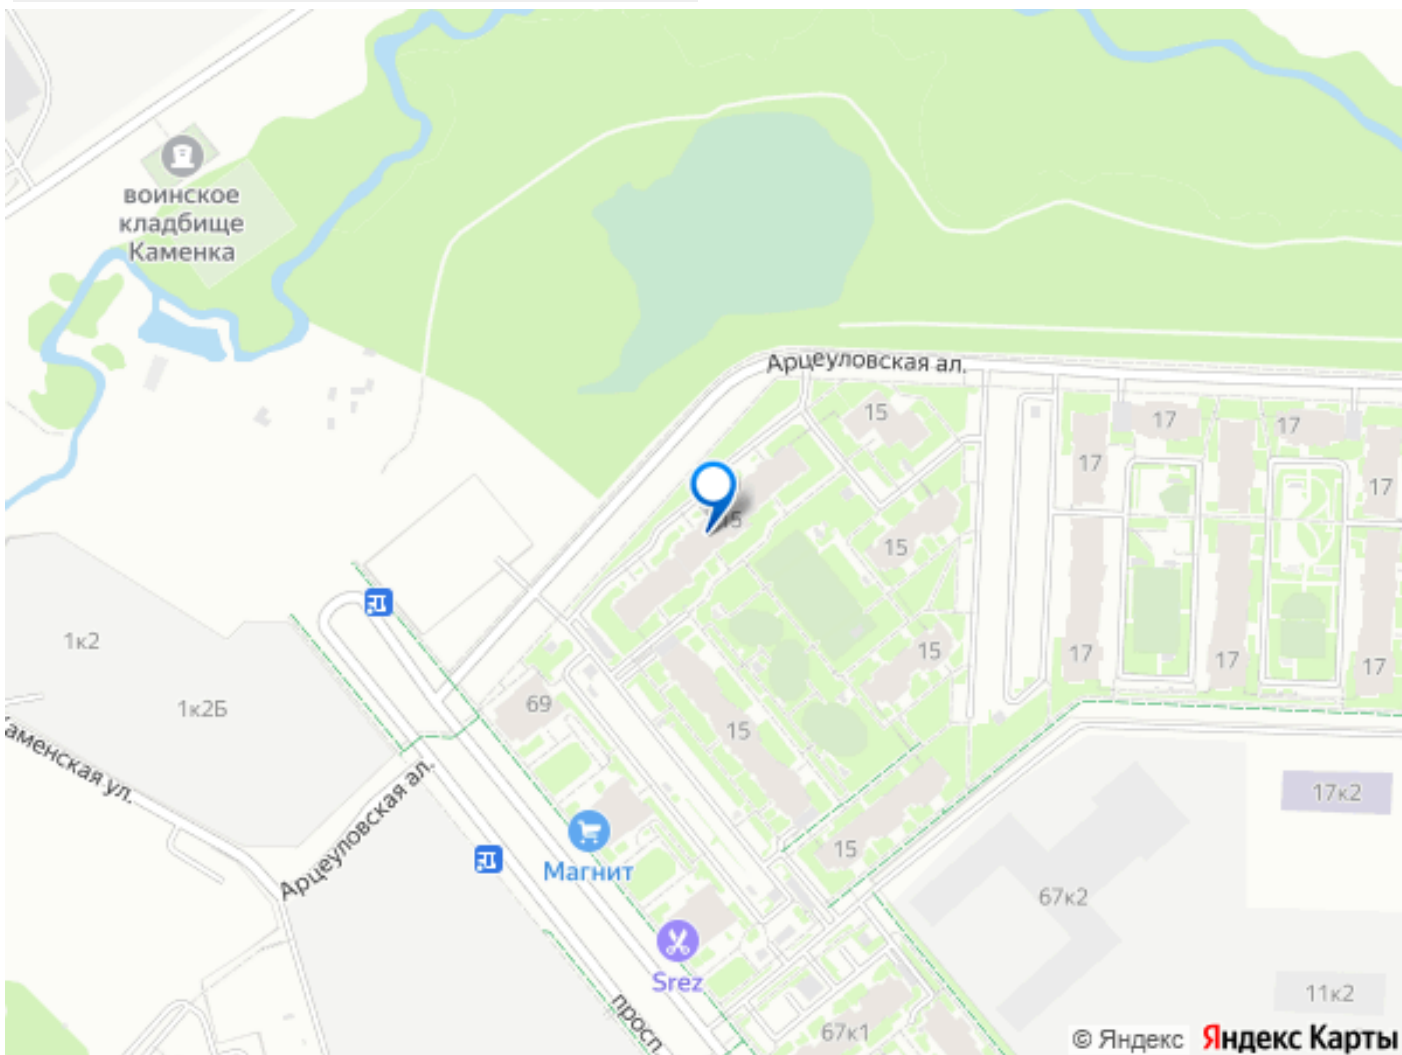 воинское
кладбище
Каменка
Арцеуловская ал.
15
17
17
17
17
15
15
15
17
17
17
1к2
1к2Б
69
15
Каменская ул.
Арцеуловская ал.
17к2
Магнит
15
67к2
Srez
просп.
11к2
67к1
© Яндекс Яндекс Карты